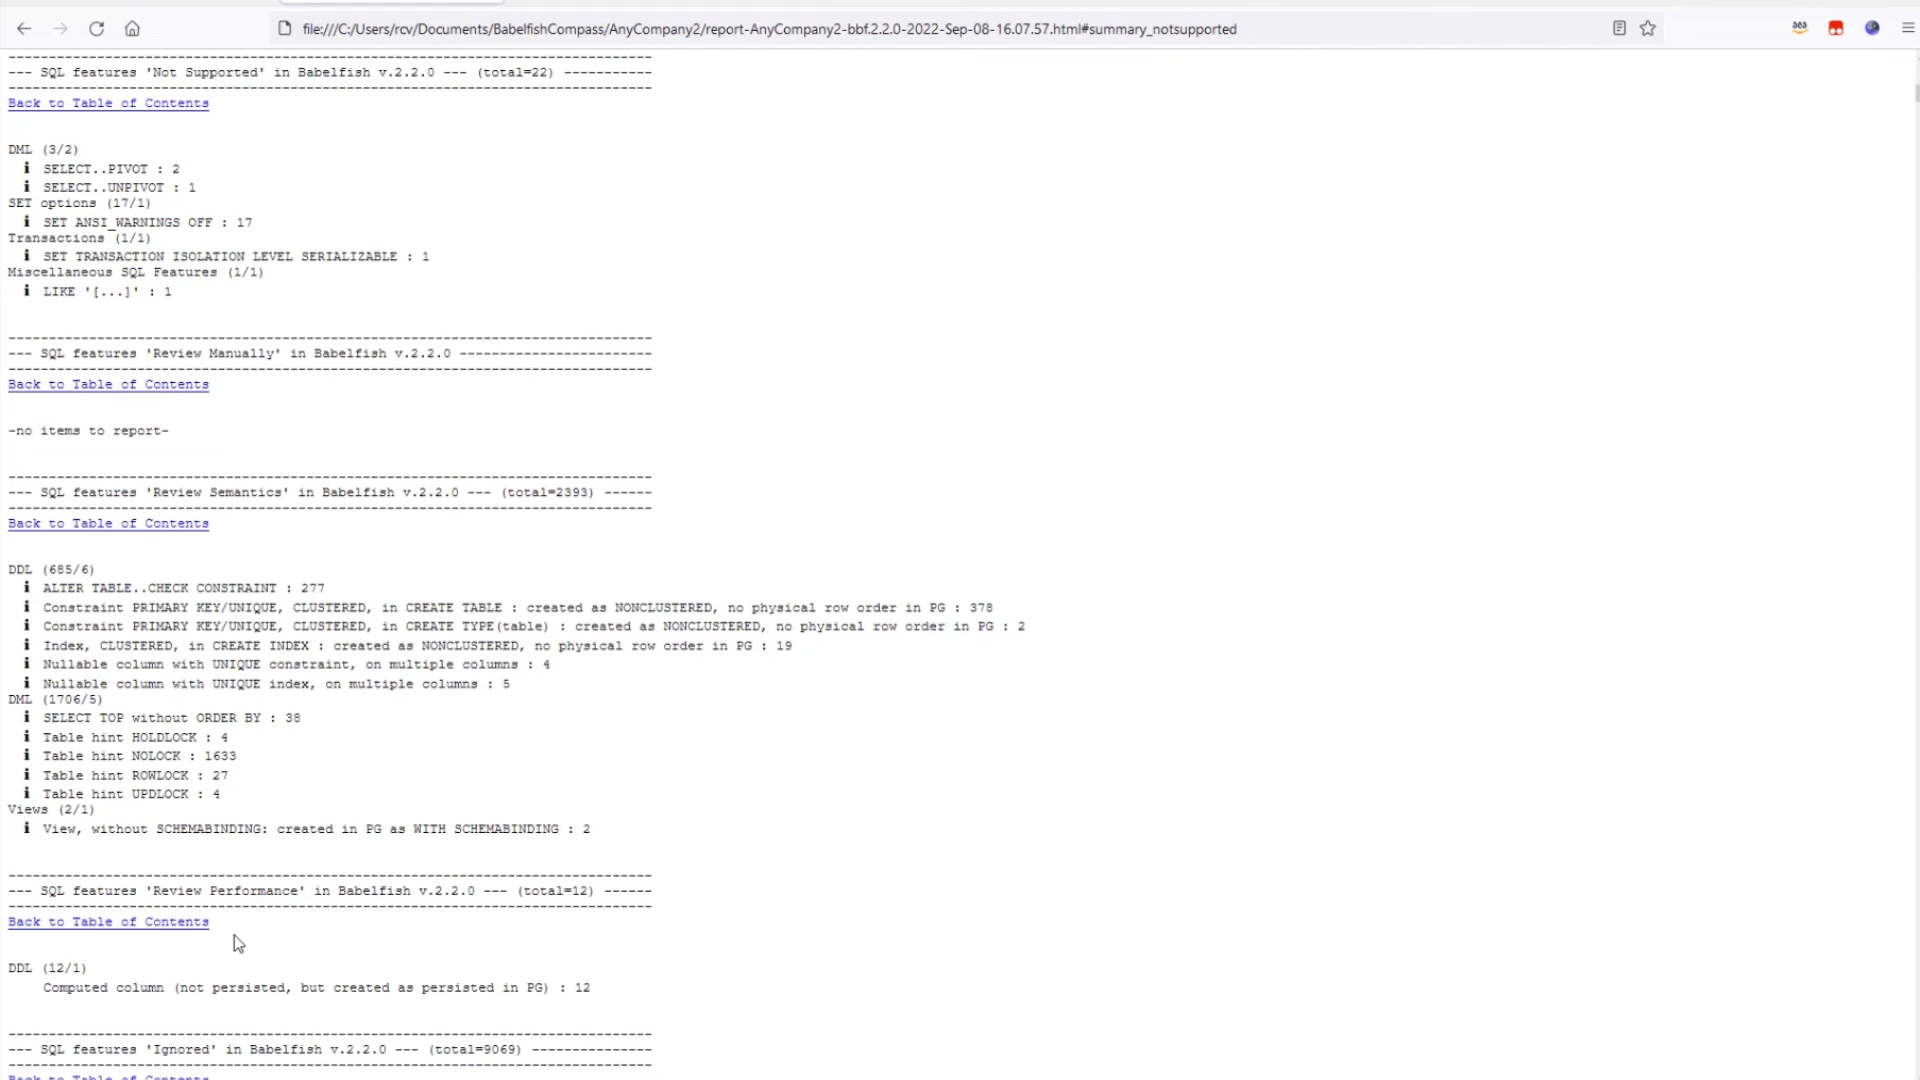 file:///C:/Users/rcv/Documents/BabelfishCompass/AnyCompany2/report-AnyCompany2-bbf.2.2.0-2022-Sep-08-16.07.57.html#summary_notsupported
--------------------------------------------------------------------------------
--- SQL features 'Not Supported' in Babelfish v.2.2.0 --- (total=22) -----------
--------------------------------------------------------------------------------
Back to Table of Contents
DML (3/2)
i SELECT..PIVOT : 2
i SELECT..UNPIVOT : 1
SET options (17/1)
i SET ANSI_WARNINGS OFF : 17
Transactions (1/1)
i SET TRANSACTION ISOLATION LEVEL SERIALIZABLE : 1
Miscellaneous SQL Features (1/1)
i LIKE '[...]' : 1
--------------------------------------------------------------------------------
--- SQL features 'Review Manually' in Babelfish v.2.2.0 ------------------------
--------------------------------------------------------------------------------
Back to Table of Contents
-no items to report-
--------------------------------------------------------------------------------
--- SQL features 'Review Semantics' in Babelfish v.2.2.0 --- (total=2393) ------
--------------------------------------------------------------------------------
Back to Table of Contents
DDL (685/6)
i ALTER TABLE..CHECK CONSTRAINT : 277
i Constraint PRIMARY KEY/UNIQUE, CLUSTERED, in CREATE TABLE : created as NONCLUSTERED, no physical row order in PG : 378
i Constraint PRIMARY KEY/UNIQUE, CLUSTERED, in CREATE TYPE(table) : created as NONCLUSTERED, no physical row order in PG : 2
i Index, CLUSTERED, in CREATE INDEX : created as NONCLUSTERED, no physical row order in PG : 19
i Nullable column with UNIQUE constraint, on multiple columns : 4
i Nullable column with UNIQUE index, on multiple columns : 5
DML (1706/5)
i SELECT TOP without ORDER BY : 38
i Table hint HOLDLOCK : 4
i Table hint NOLOCK : 1633
i Table hint ROWLOCK : 27
i Table hint UPDLOCK : 4
Views (2/1)
i View, without SCHEMABINDING: created in PG as WITH SCHEMABINDING : 2
--------------------------------------------------------------------------------
--- SQL features 'Review Performance' in Babelfish v.2.2.0 --- (total=12) ------
--------------------------------------------------------------------------------
Back to Table of Contents
DDL (12/1)
Computed column (not persisted, but created as persisted in PG) : 12
--------------------------------------------------------------------------------
--- SQL features 'Ignored' in Babelfish v.2.2.0 --- (total=9069) ---------------
--------------------------------------------------------------------------------
Back to Table of Contents